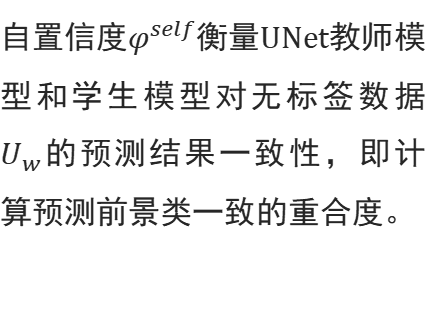 自置信度φ^self衡量UNet教师模
型和学生模型对无标签数据
U_w的预测结果一致性，即计
算预测前景类一致的重合度。